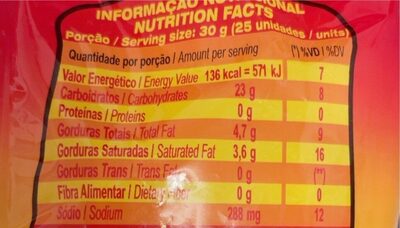 INFORMAÇÃO NUTRICIONAL
NUTRITION FACTS
Porção / Serving size: 30 g (25 unidades / units)
Quantidade por porção / Amount per serving (*) %VD / %DV
Valor Energético / Energy Value 136 kcal = 571 kJ 7
Carboidratos / Carbohydrates 23 g 8
Proteínas / Proteins 0 g 0
Gorduras Totais / Total Fat 4,7 g 9
Gorduras Saturadas / Saturated Fat 3,6 g 16
Gorduras Trans / Trans Fat 0 g (**)
Fibra Alimentar / Dietary Fiber 0 g 0
Sódio / Sodium 288 mg 12